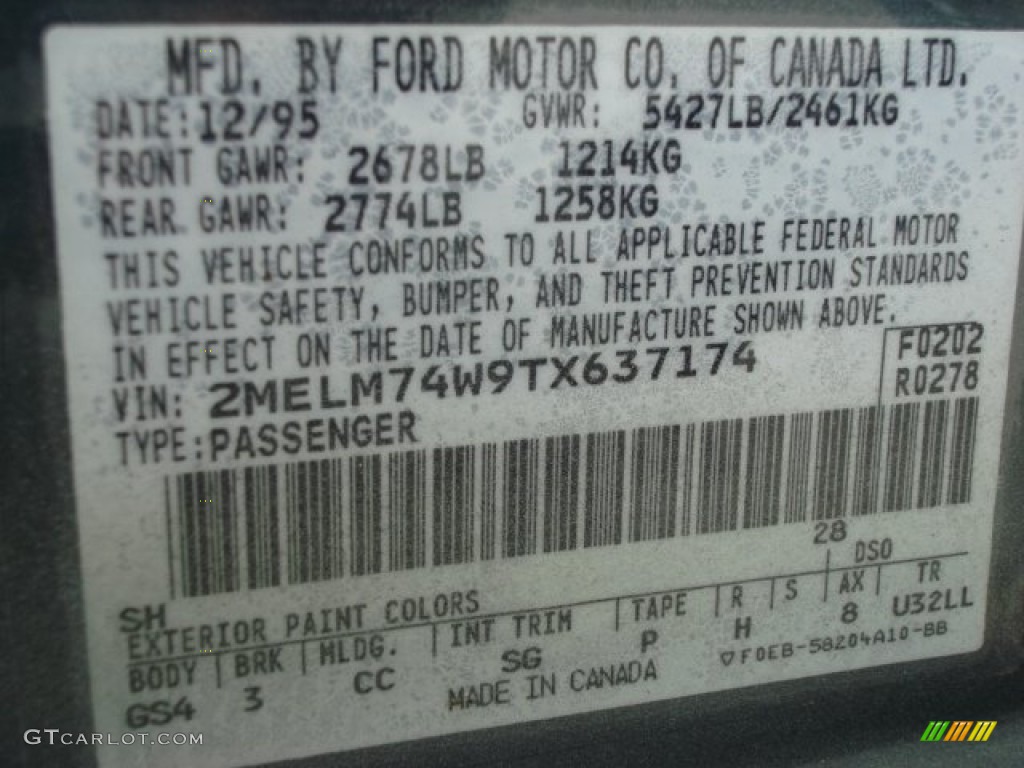 MFD. BY FORD MOTOR CO. OF CANADA LTD.
DATE: 12/95 GVWR: 5427LB/2461KG
FRONT GAWR: 2678LB 1214KG
REAR GAWR: 2774LB 1258KG
THIS VEHICLE CONFORMS TO ALL APPLICABLE FEDERAL MOTOR
VEHICLE SAFETY, BUMPER, AND THEFT PREVENTION STANDARDS
IN EFFECT ON THE DATE OF MANUFACTURE SHOWN ABOVE.
VIN: 2MELM74W9TX637174
F0202
R0278
TYPE: PASSENGER
28
SH DSO
EXTERIOR PAINT COLORS
BODY BRK MLDG. INT TRIM TAPE R S AX TR
GS4 3 CC SG P H 8 U32LL
MADE IN CANADA ▽F0EB-58204A10-BB
GTCARLOT.COM